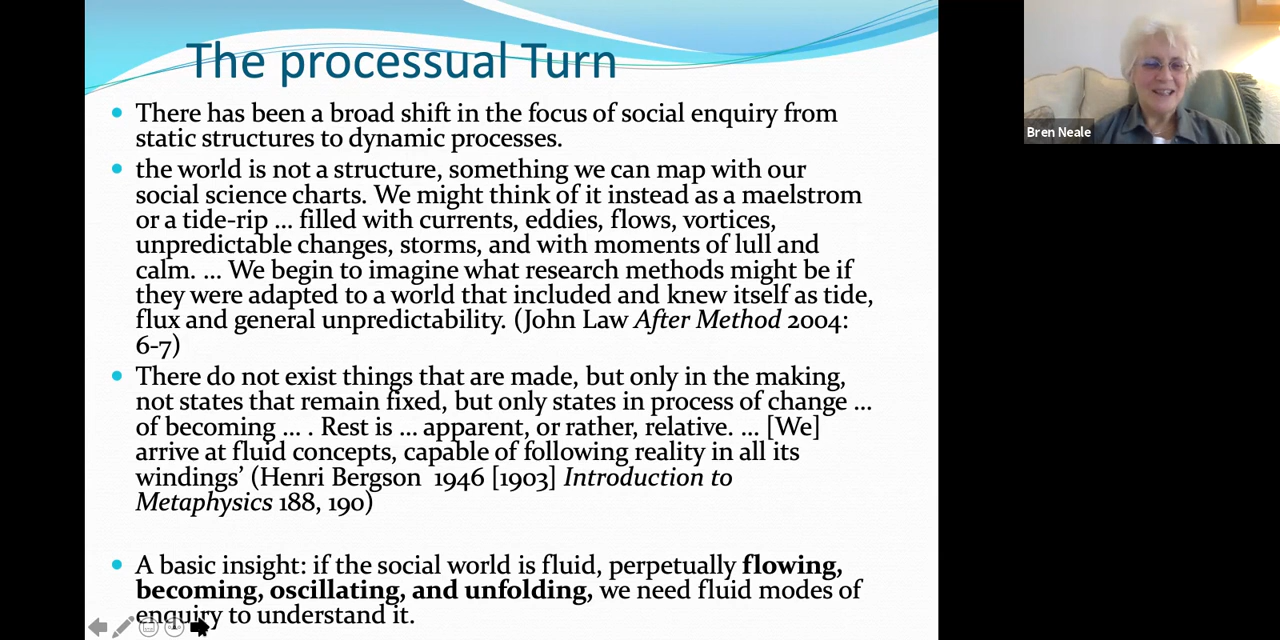 The processual Turn
There has been a broad shift in the focus of social enquiry from
static structures to dynamic processes.
the world is not a structure, something we can map with our
social science charts. We might think of it instead as a maelstrom
or a tide-rip ... filled with currents, eddies, flows, vortices,
unpredictable changes, storms, and with moments of lull and
calm. ... We begin to imagine what research methods might be if
they were adapted to a world that included and knew itself as tide,
flux and general unpredictability. (John Law After Method 2004:
6-7)
There do not exist things that are made, but only in the making,
not states that remain fixed, but only states in process of change ...
of becoming ... . Rest is ... apparent, or rather, relative. ... [We]
arrive at fluid concepts, capable of following reality in all its
windings’ (Henri Bergson 1946 [1903] Introduction to
Metaphysics 188, 190)
A basic insight: if the social world is fluid, perpetually flowing,
becoming, oscillating, and unfolding, we need fluid modes of
enquiry to understand it.
Bren Neale